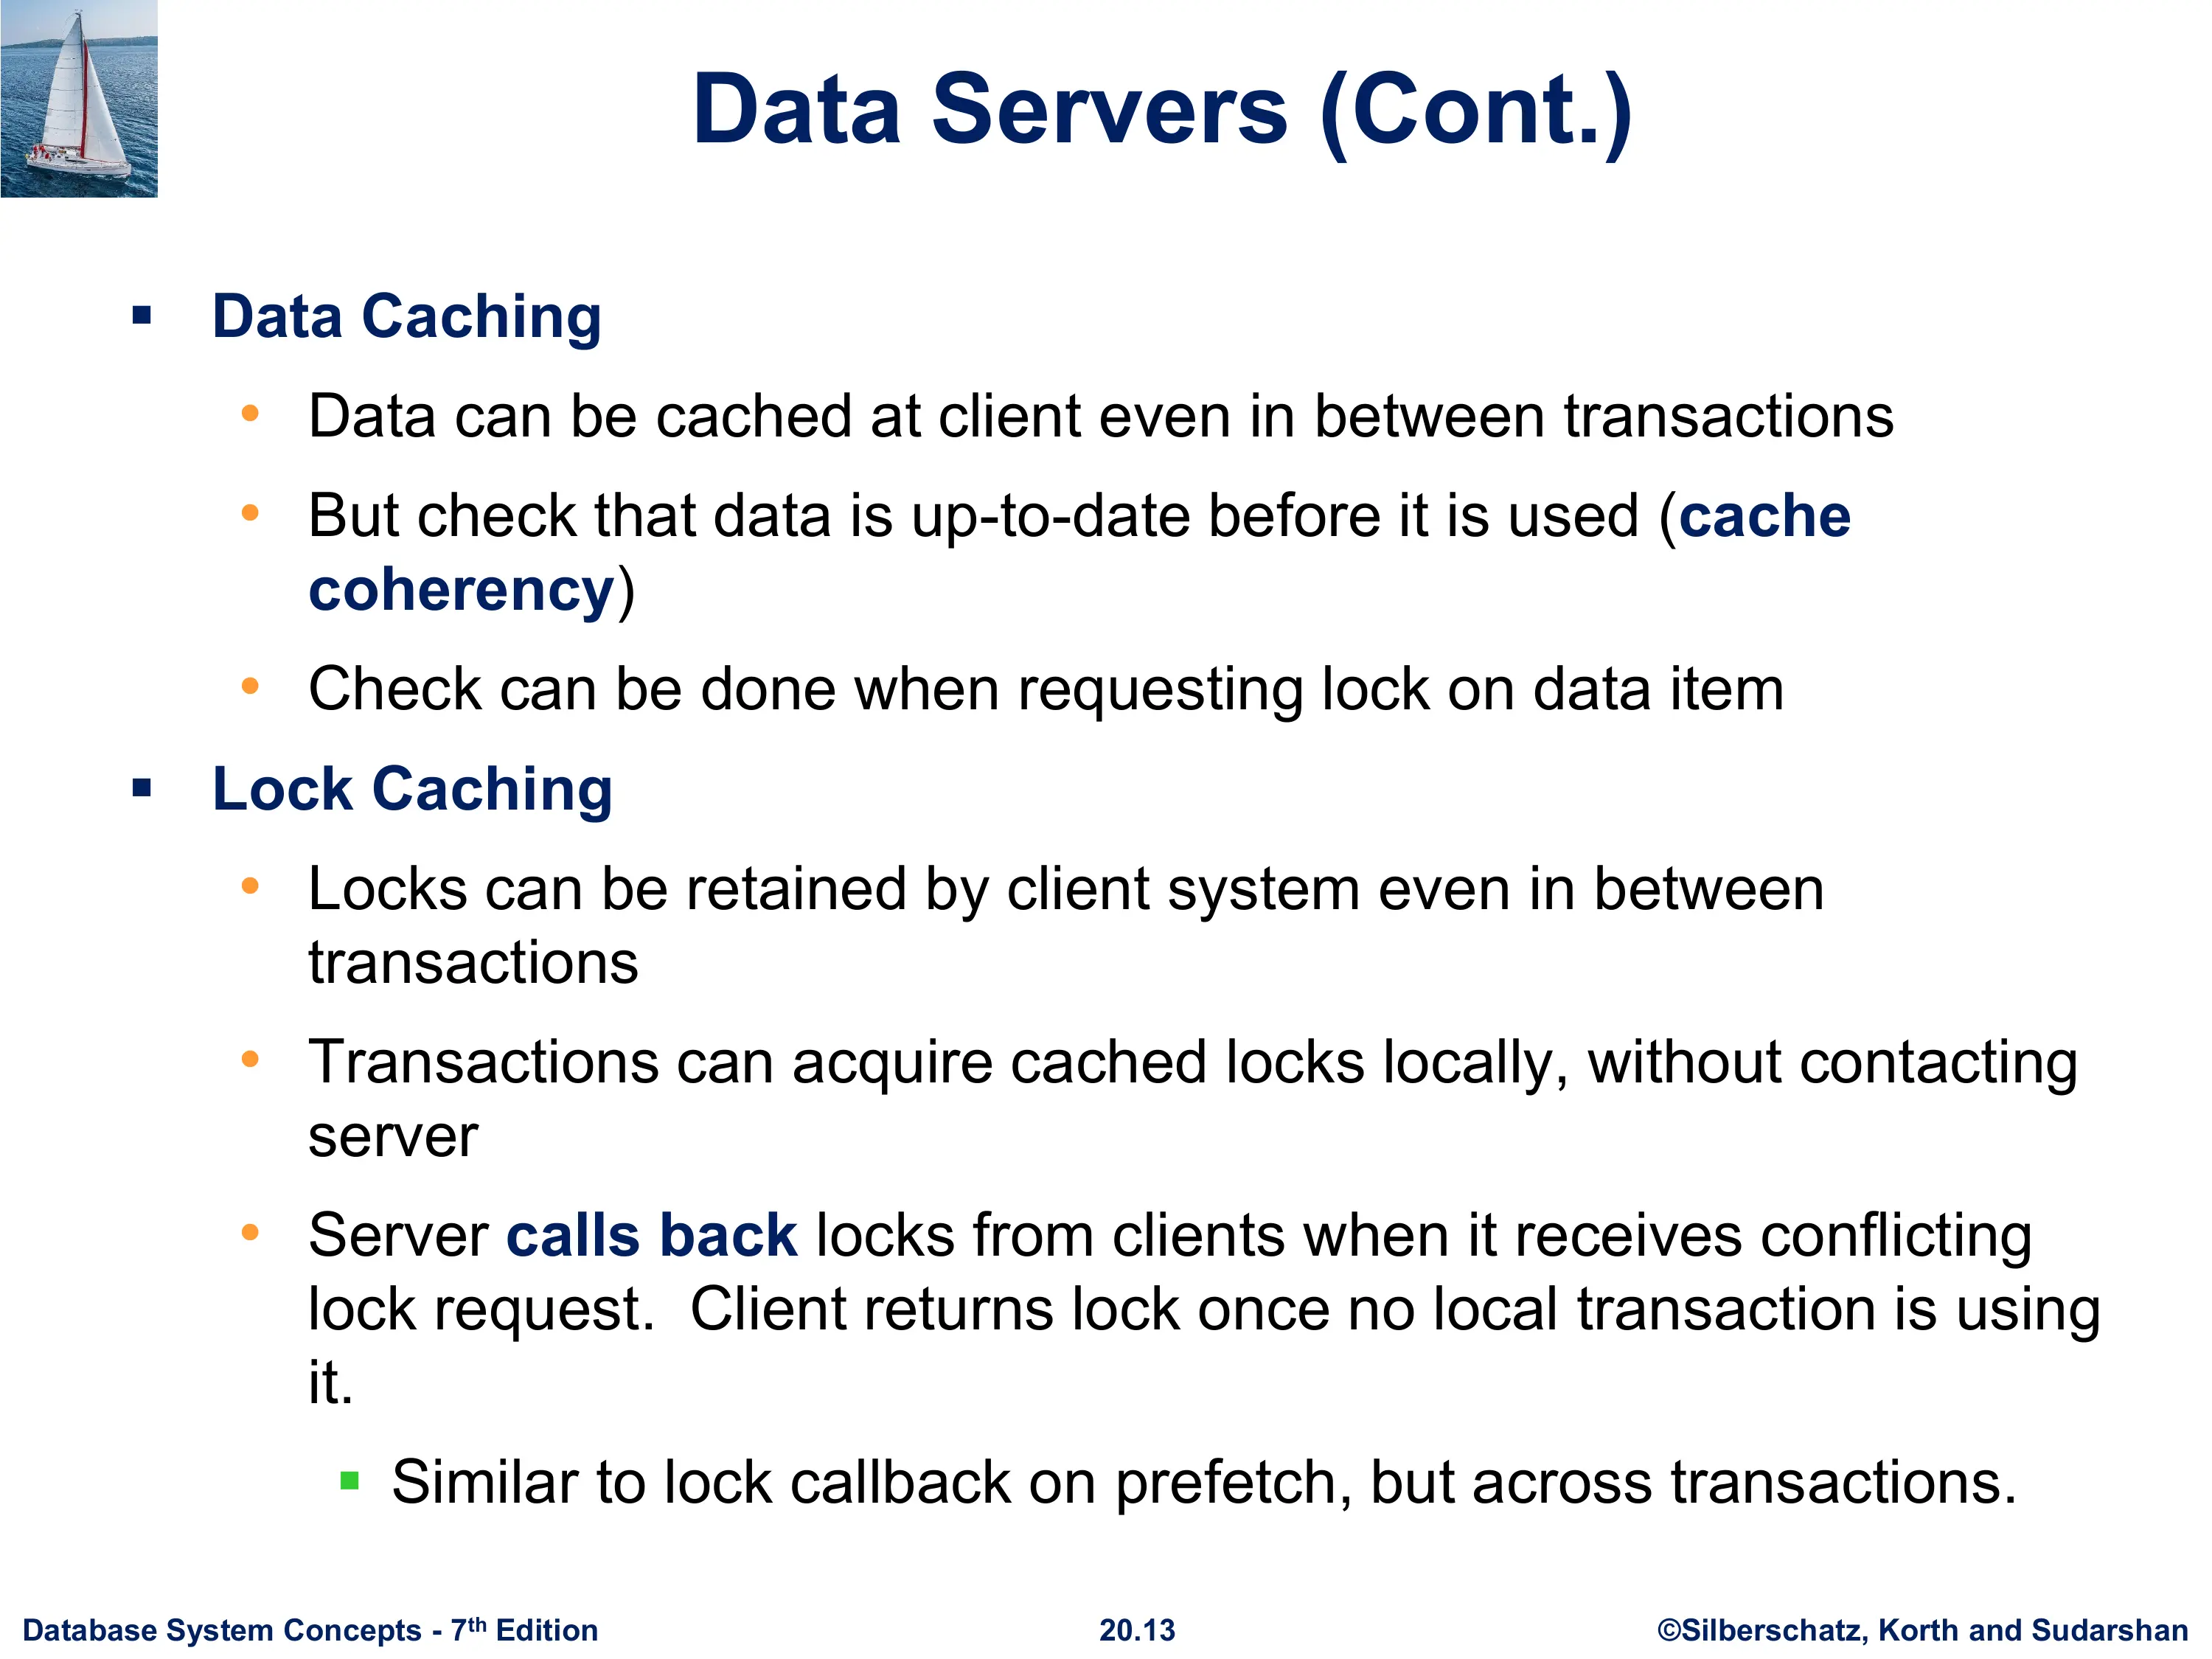 Data Servers (Cont.)
▪ Data Caching
• Data can be cached at client even in between transactions
• But check that data is up-to-date before it is used (cache
coherency)
• Check can be done when requesting lock on data item
▪ Lock Caching
• Locks can be retained by client system even in between
transactions
• Transactions can acquire cached locks locally, without contacting
server
• Server calls back locks from clients when it receives conflicting
lock request.  Client returns lock once no local transaction is using
it.
▪ Similar to lock callback on prefetch, but across transactions.
Database System Concepts - 7th Edition
20.13
©Silberschatz, Korth and Sudarshan